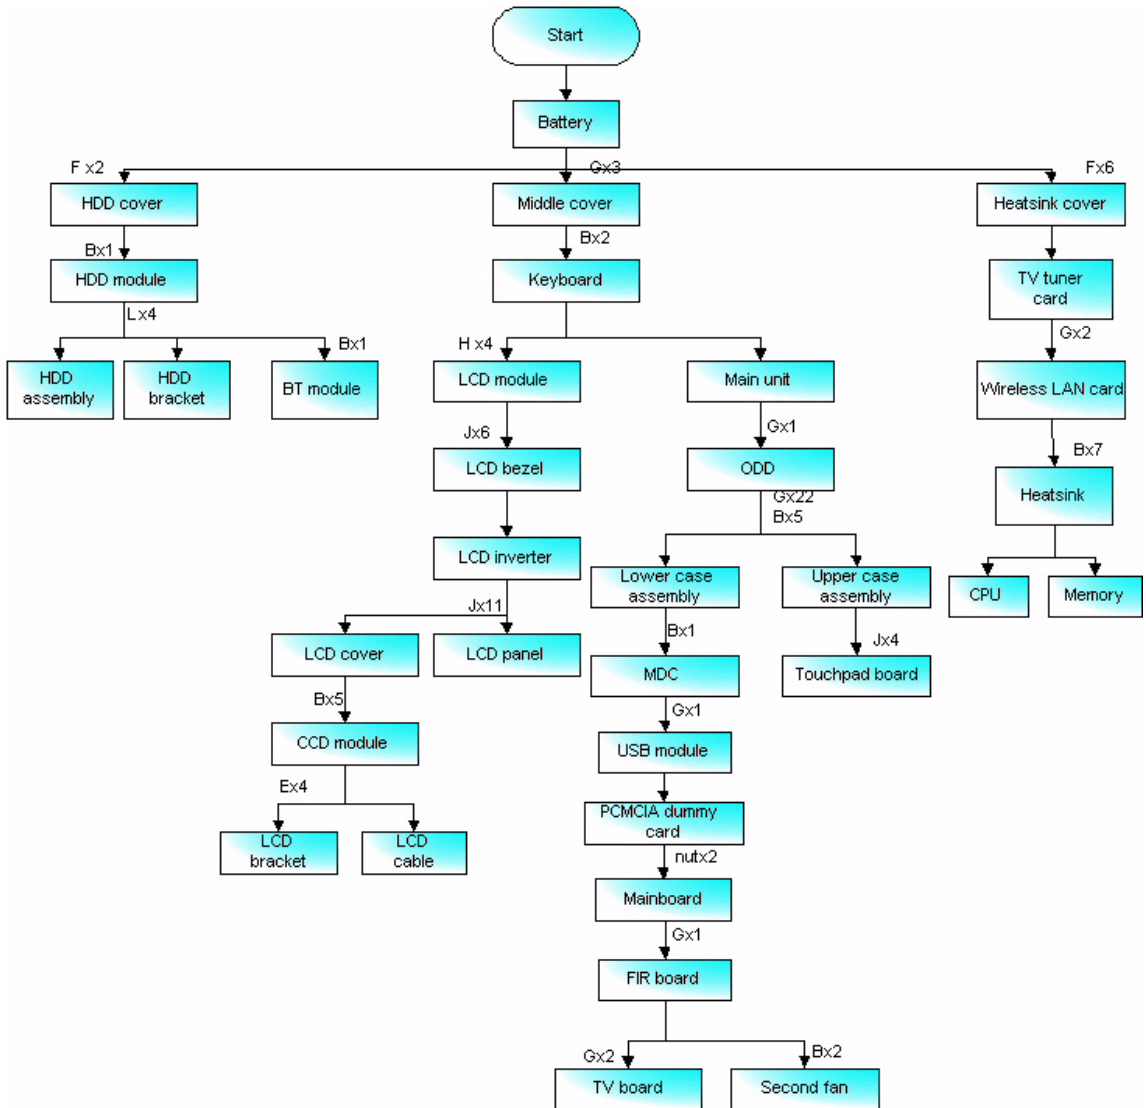 Start
Battery
F x2
Gx3
Fx6
HDD cover
Middle cover
Heatsink cover
Bx1
Bx2
HDD module
Keyboard
TV tuner
card
Lx4
Gx2
Bx1
H x4
HDD
assembly
HDD
bracket
BT module
LCD module
Main unit
Wireless LAN card
Jx6
Gx1
Bx7
LCD bezel
ODD
Heatsink
Gx22
Bx5
LCD inverter
Lower case
assembly
Upper case
assembly
CPU
Memory
Jx11
Bx1
Jx4
LCD cover
LCD panel
MDC
Touchpad board
Bx5
Gx1
CCD module
USB module
Ex4
PCMCIA dummy
card
LCD
bracket
LCD
cable
nutx2
Mainboard
Gx1
FIR board
Gx2
Bx2
TV board
Second fan